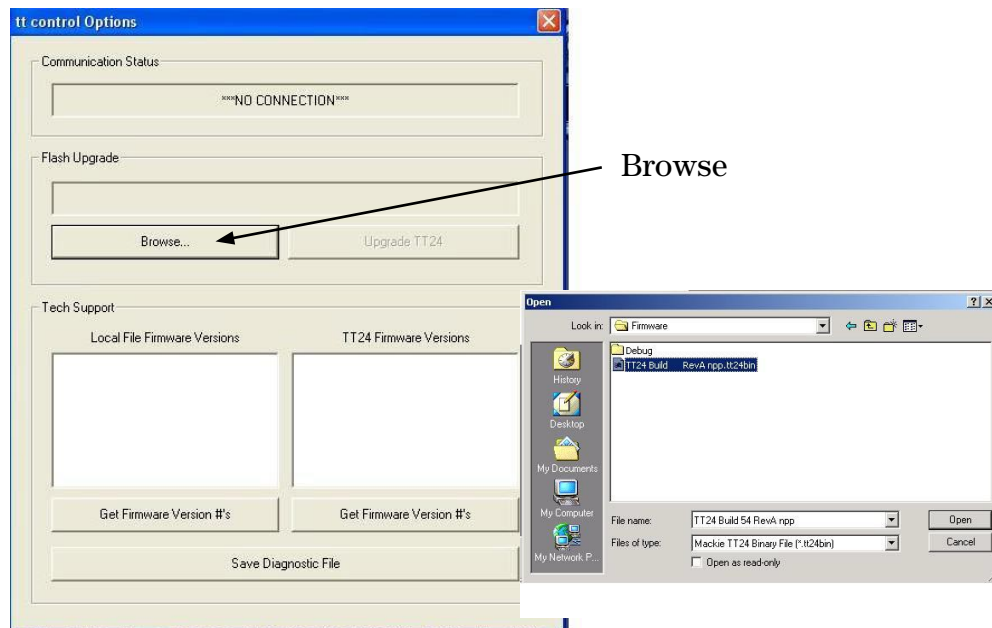 tt control Options
Communication Status
***NO CONNECTION***
Flash Upgrade
Browse
Browse...
Upgrade TT24
Tech Support
Local File Firmware Versions
TT24 Firmware Versions
Get Firmware Version #'s
Get Firmware Version #'s
Save Diagnostic File
Open
Look in:
Firmware
Debug
TT24 Build RevA npp.tt24bin
History
Desktop
My Documents
My Computer
My Network P...
File name:
TT24 Build 54 RevA npp
Open
Files of type:
Mackie TT24 Binary File (*.tt24bin)
Cancel
Open as read-only